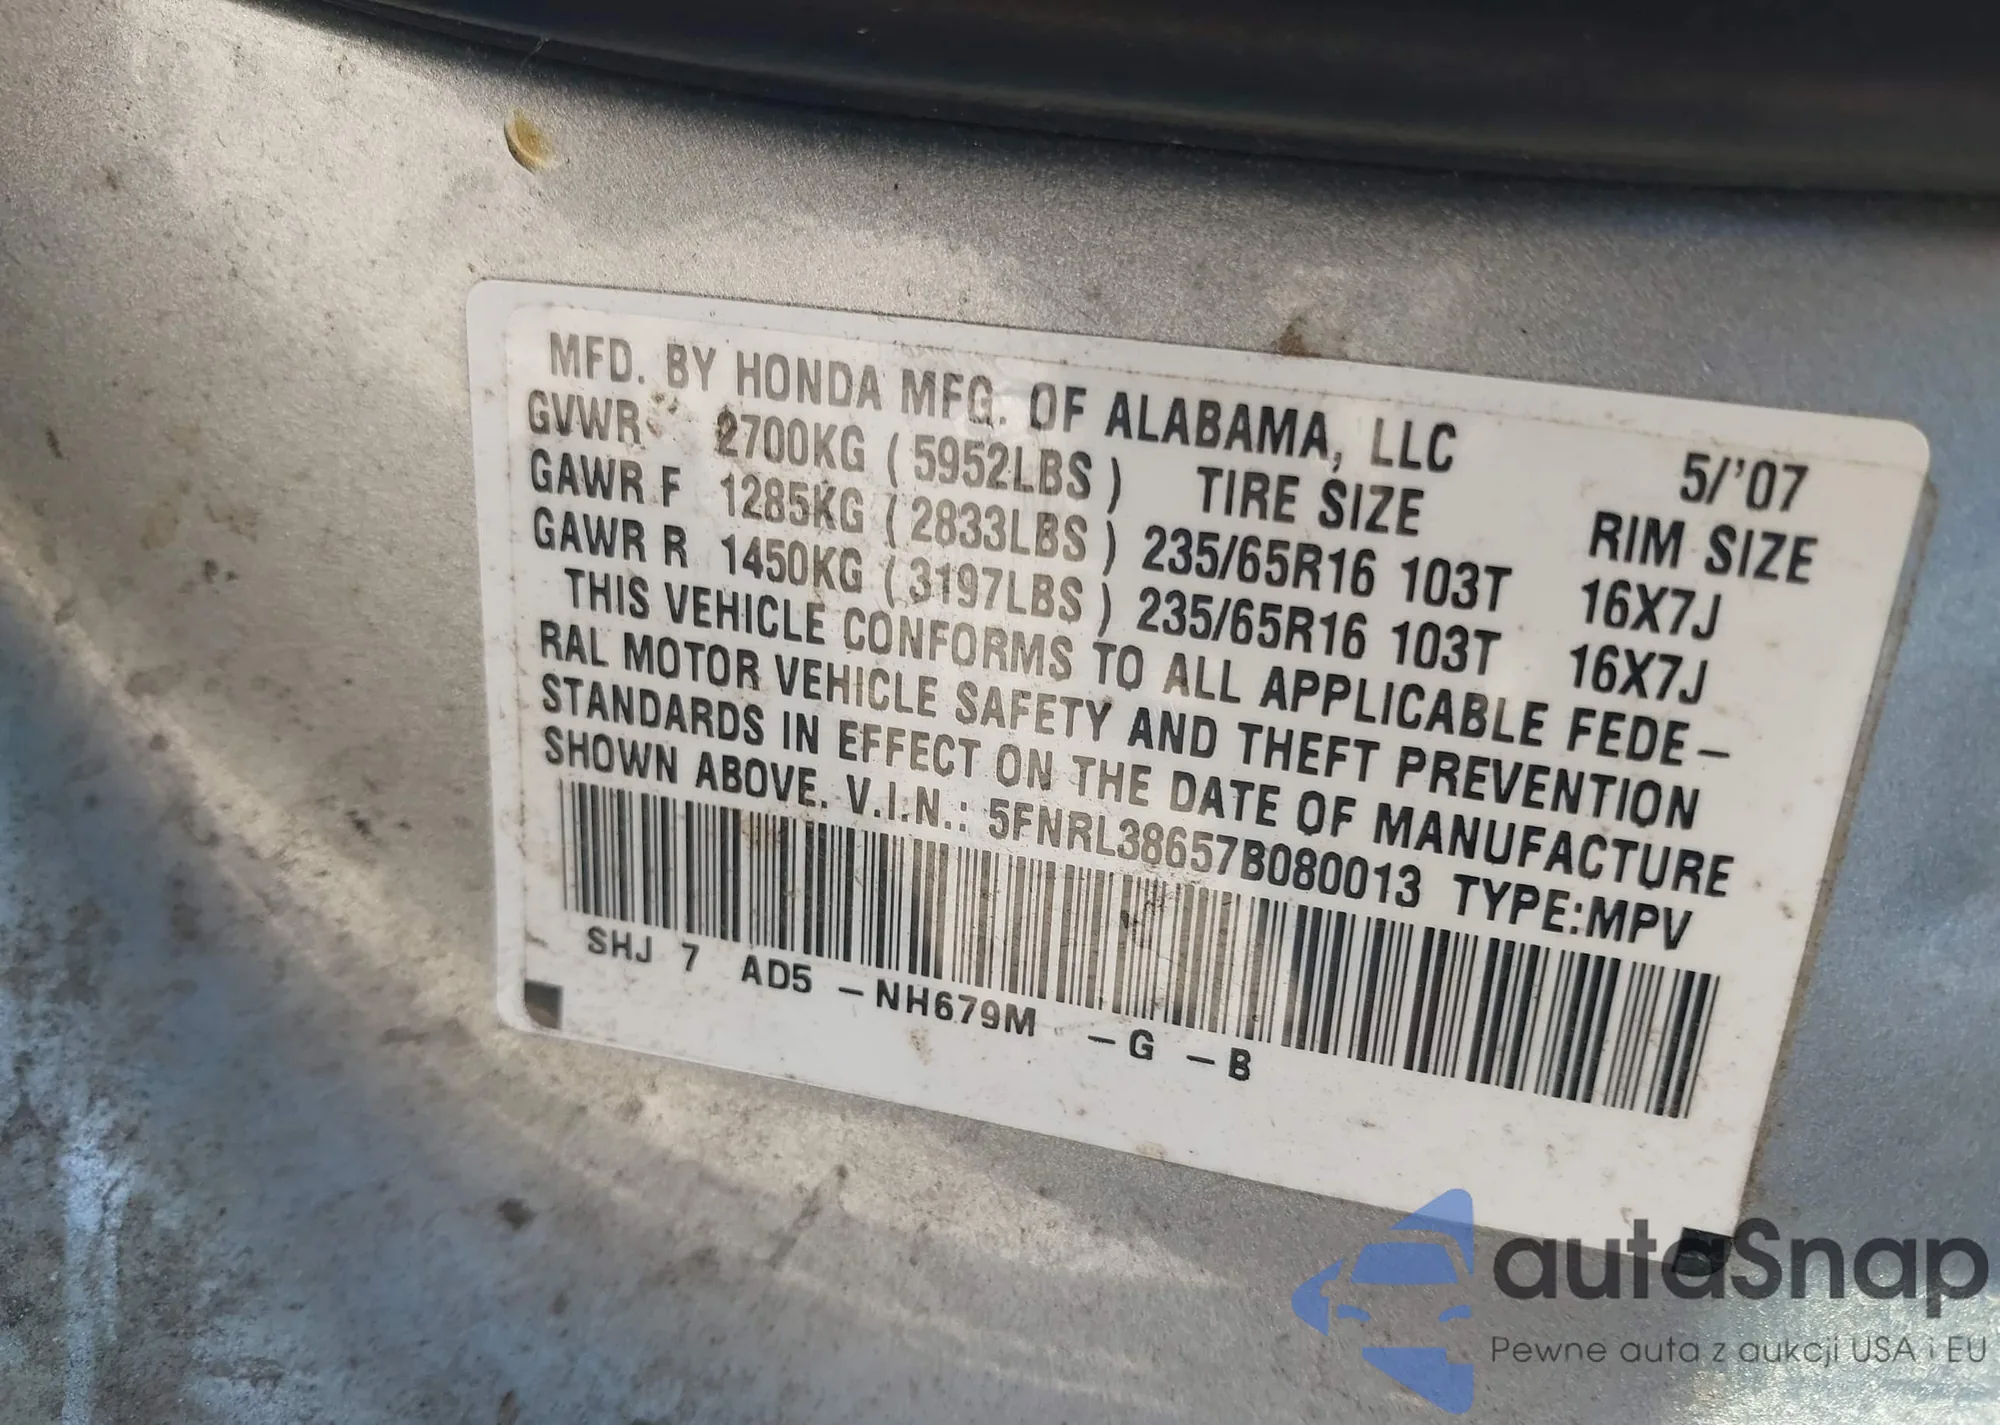 MFD. BY HONDA MFG. OF ALABAMA, LLC 5/'07
GVWR 2700KG ( 5952LBS ) TIRE SIZE RIM SIZE
GAWR F 1285KG ( 2833LBS ) 235/65R16 103T 16X7J
GAWR R 1450KG ( 3197LBS ) 235/65R16 103T 16X7J
THIS VEHICLE CONFORMS TO ALL APPLICABLE FEDE-
RAL MOTOR VEHICLE SAFETY AND THEFT PREVENTION
STANDARDS IN EFFECT ON THE DATE OF MANUFACTURE
SHOWN ABOVE. V.I.N.: 5FNRL38657B080013 TYPE:MPV
SHJ 7 AD5 -NH679M -G -B
autaSnap
Pewne auta z aukcji USA i EU